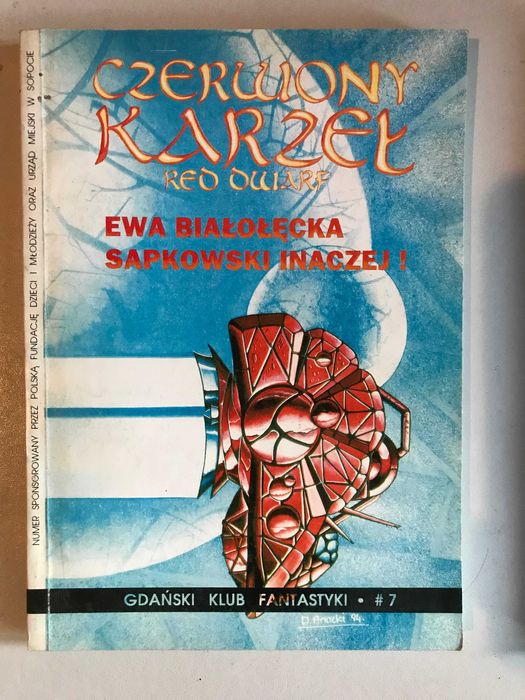 CZERWONY
KARZEŁ
RED DWARF
EWA BIAŁOŁĘCKA
SAPKOWSKI INACZEJ !
NUMER SPONSOROWANY PRZEZ POLSKĄ FUNDACJĘ DZIECI I MŁODZIEŻY ORAZ URZĄD MIEJSKI W SOPOCIE
GDAŃSKI KLUB FANTASTYKI • # 7